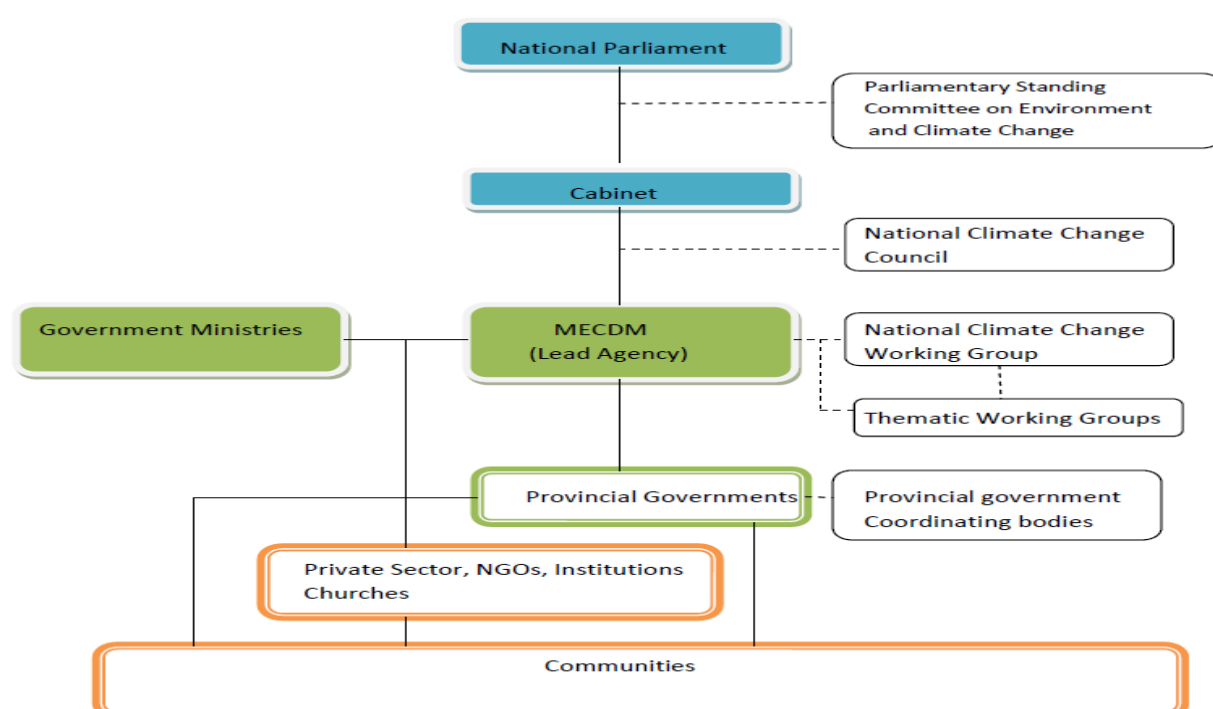 National Parliament
Parliamentary Standing
Committee on Environment
and Climate Change
Cabinet
National Climate Change
Council
Government Ministries
MECDM
(Lead Agency)
National Climate Change
Working Group
Thematic Working Groups
Provincial Governments
Provincial government
Coordinating bodies
Private Sector, NGOs, Institutions
Churches
Communities